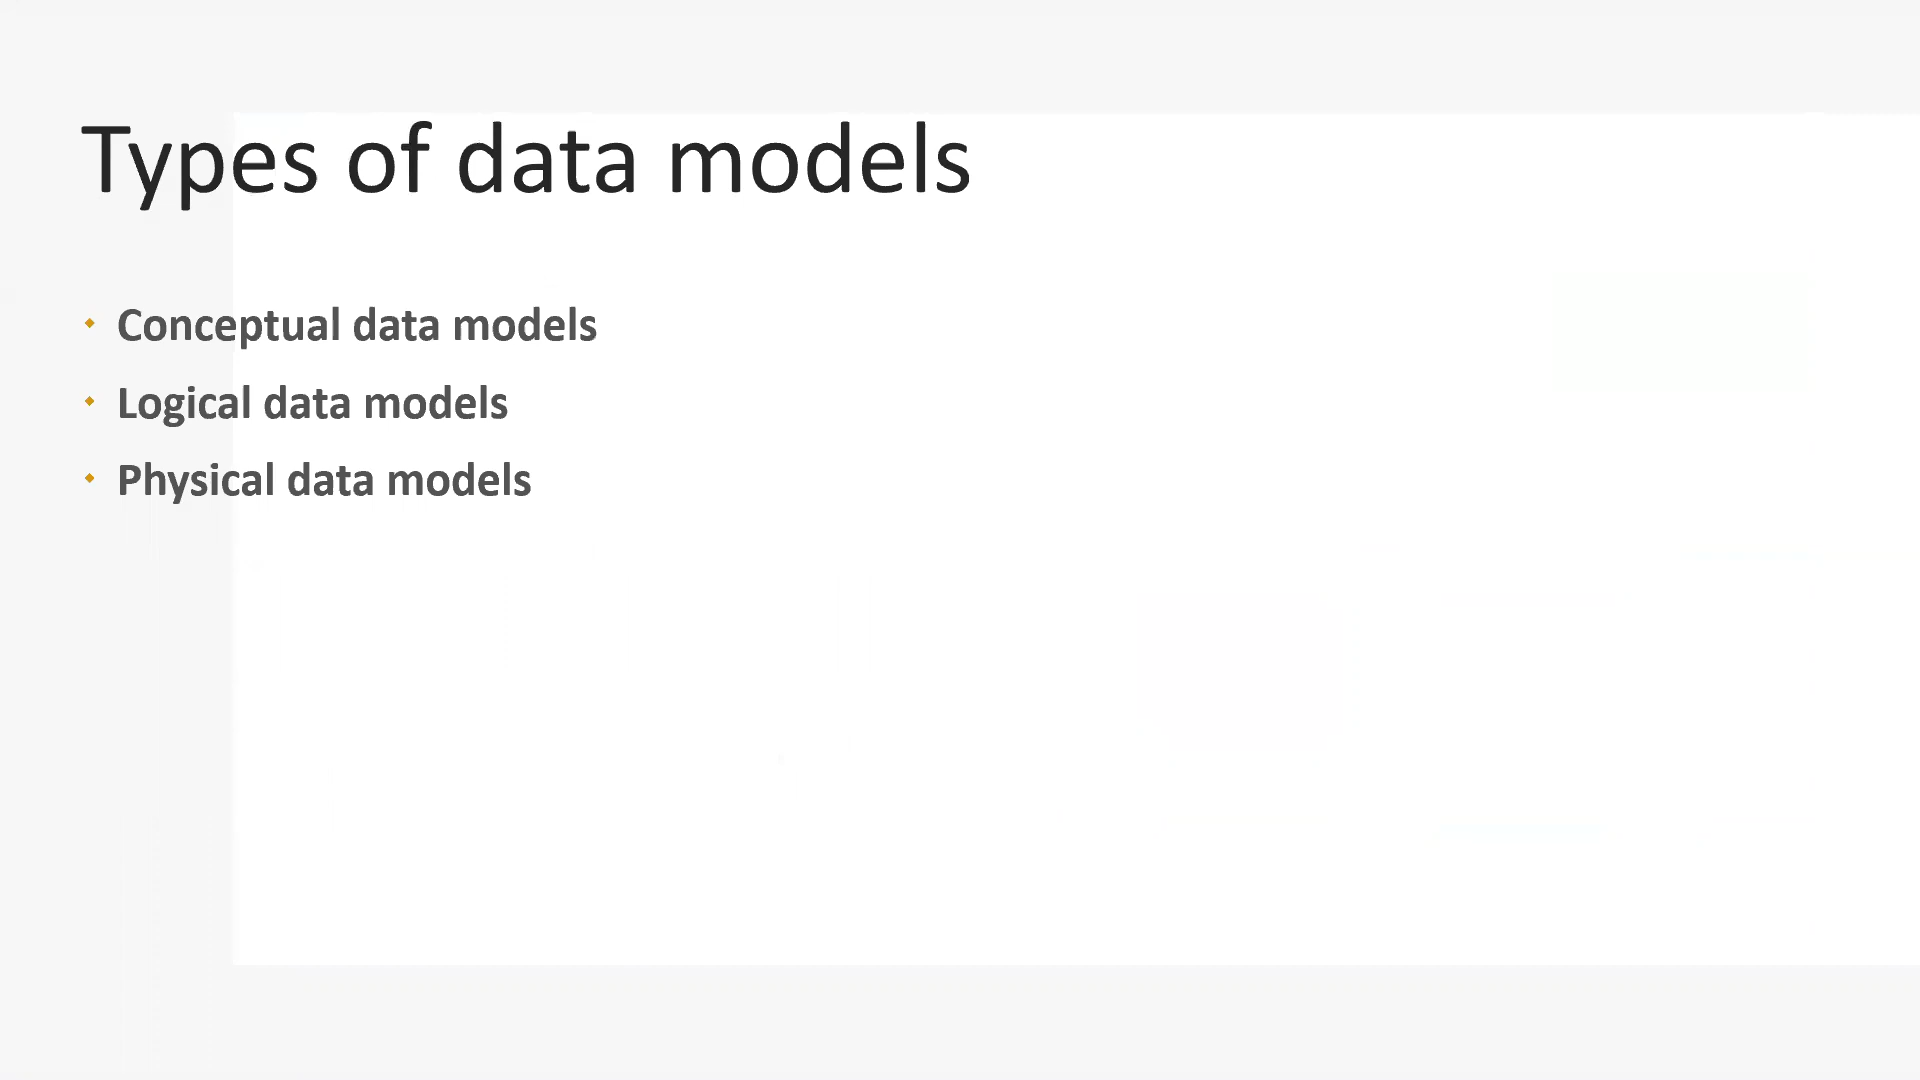 Types of data models
Conceptual data models
Logical data models
Physical data models